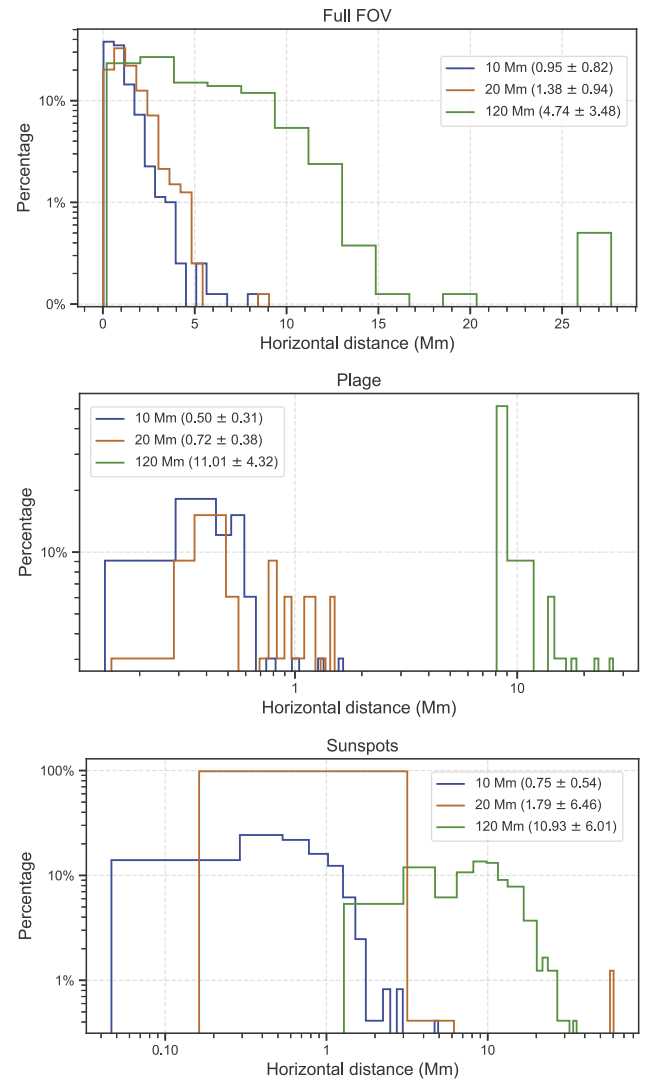 Full FOV
10%
1%
0%
Percentage
10 Mm (0.95 ± 0.82)
20 Mm (1.38 ± 0.94)
120 Mm (4.74 ± 3.48)
0 5 10 15 20 25
Horizontal distance (Mm)
Plage
10%
Percentage
10 Mm (0.50 ± 0.31)
20 Mm (0.72 ± 0.38)
120 Mm (11.01 ± 4.32)
1 10
Horizontal distance (Mm)
Sunspots
100%
10%
1%
Percentage
10 Mm (0.75 ± 0.54)
20 Mm (1.79 ± 6.46)
120 Mm (10.93 ± 6.01)
0.10 1 10
Horizontal distance (Mm)